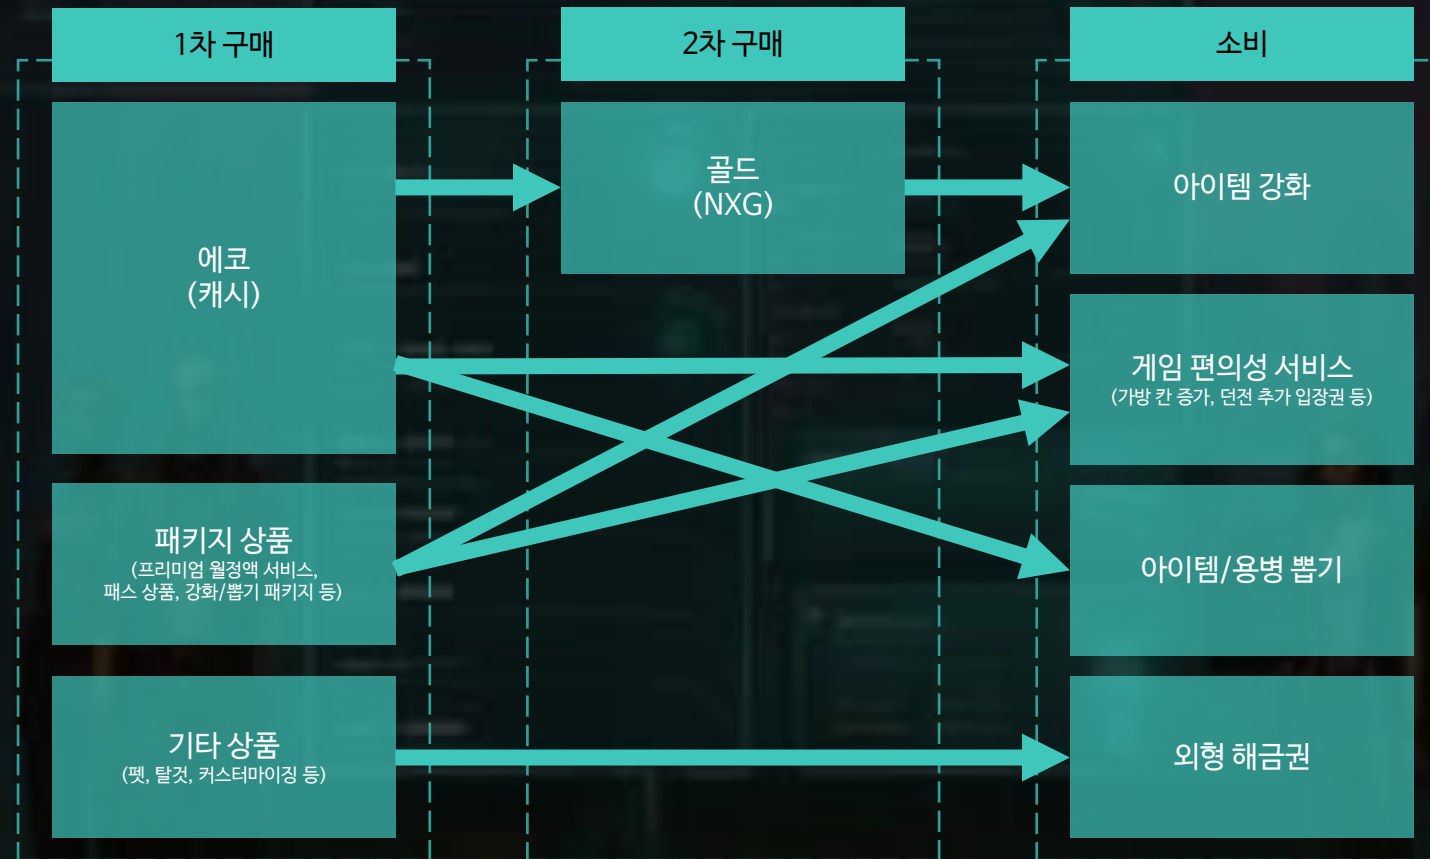 1차 구매
2차 구매
소비
에코
(캐시)
골드
(NXG)
아이템 강화
게임 편의성 서비스
(가방 칸 증가, 던전 추가 입장권 등)
패키지 상품
(프리미엄 월정액 서비스,
패스 상품, 강화/뽑기 패키지 등)
아이템/용병 뽑기
기타 상품
(펫, 탈것, 커스터마이징 등)
외형 해금권